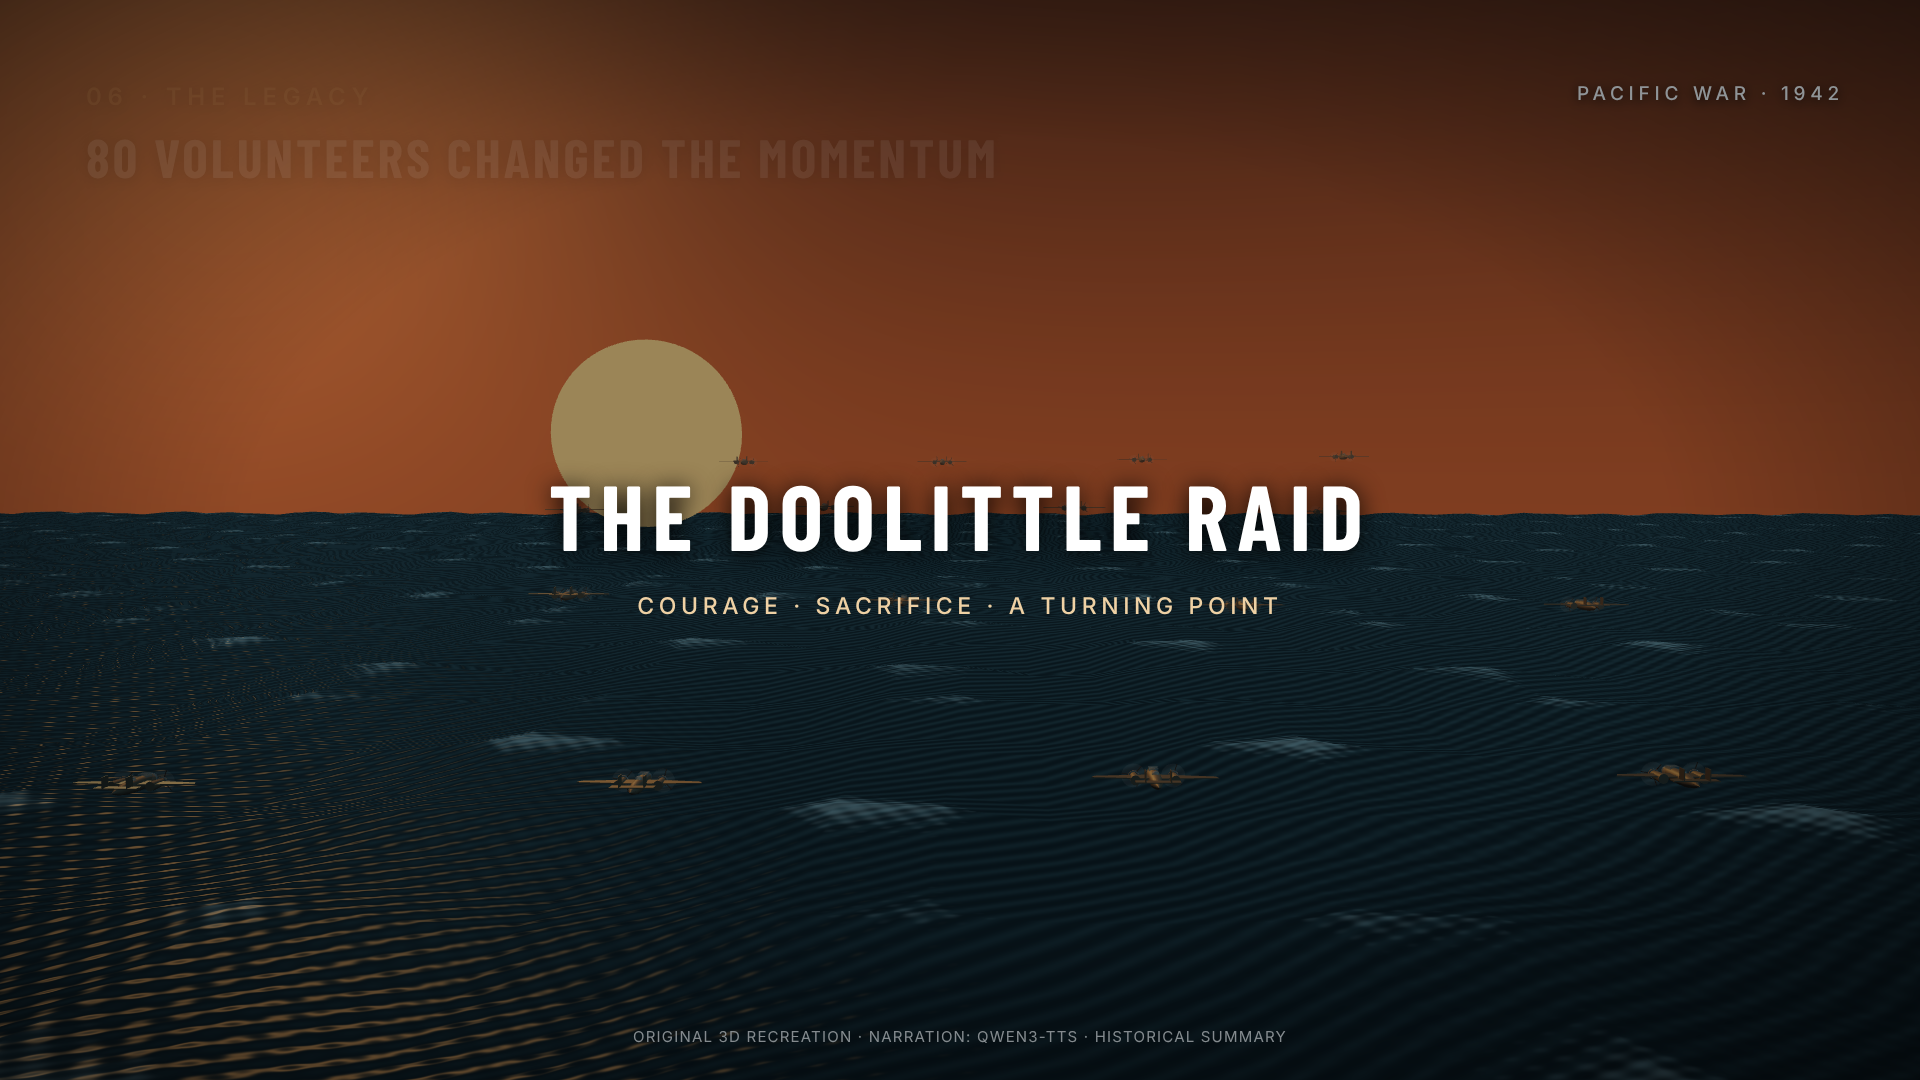 06 · THE LEGACY
PACIFIC WAR · 1942
80 VOLUNTEERS CHANGED THE MOMENTUM
THE DOOLITTLE RAID
COURAGE · SACRIFICE · A TURNING POINT
ORIGINAL 3D RECREATION · NARRATION: QWEN3-TTS · HISTORICAL SUMMARY